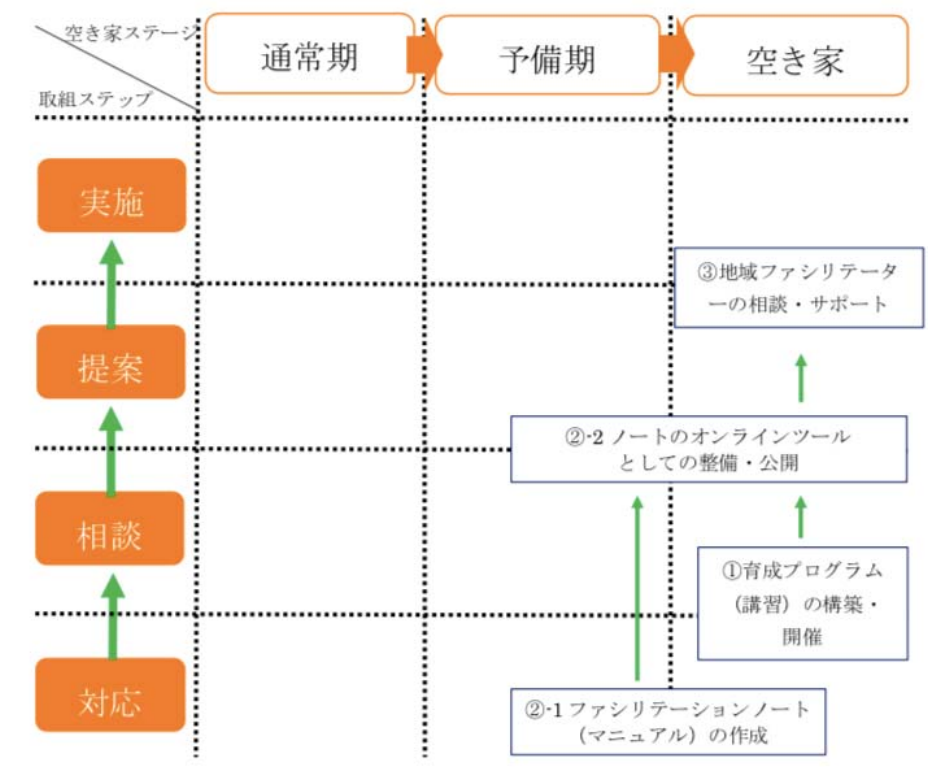 空き家ステージ
取組ステップ
通常期
予備期
空き家
実施
③地域ファシリテータ
ーの相談・サポート
提案
②-2 ノートのオンラインツール
としての整備・公開
相談
①育成プログラム
（講習）の構築・
開催
対応
②-1 ファシリテーションノート
（マニュアル）の作成